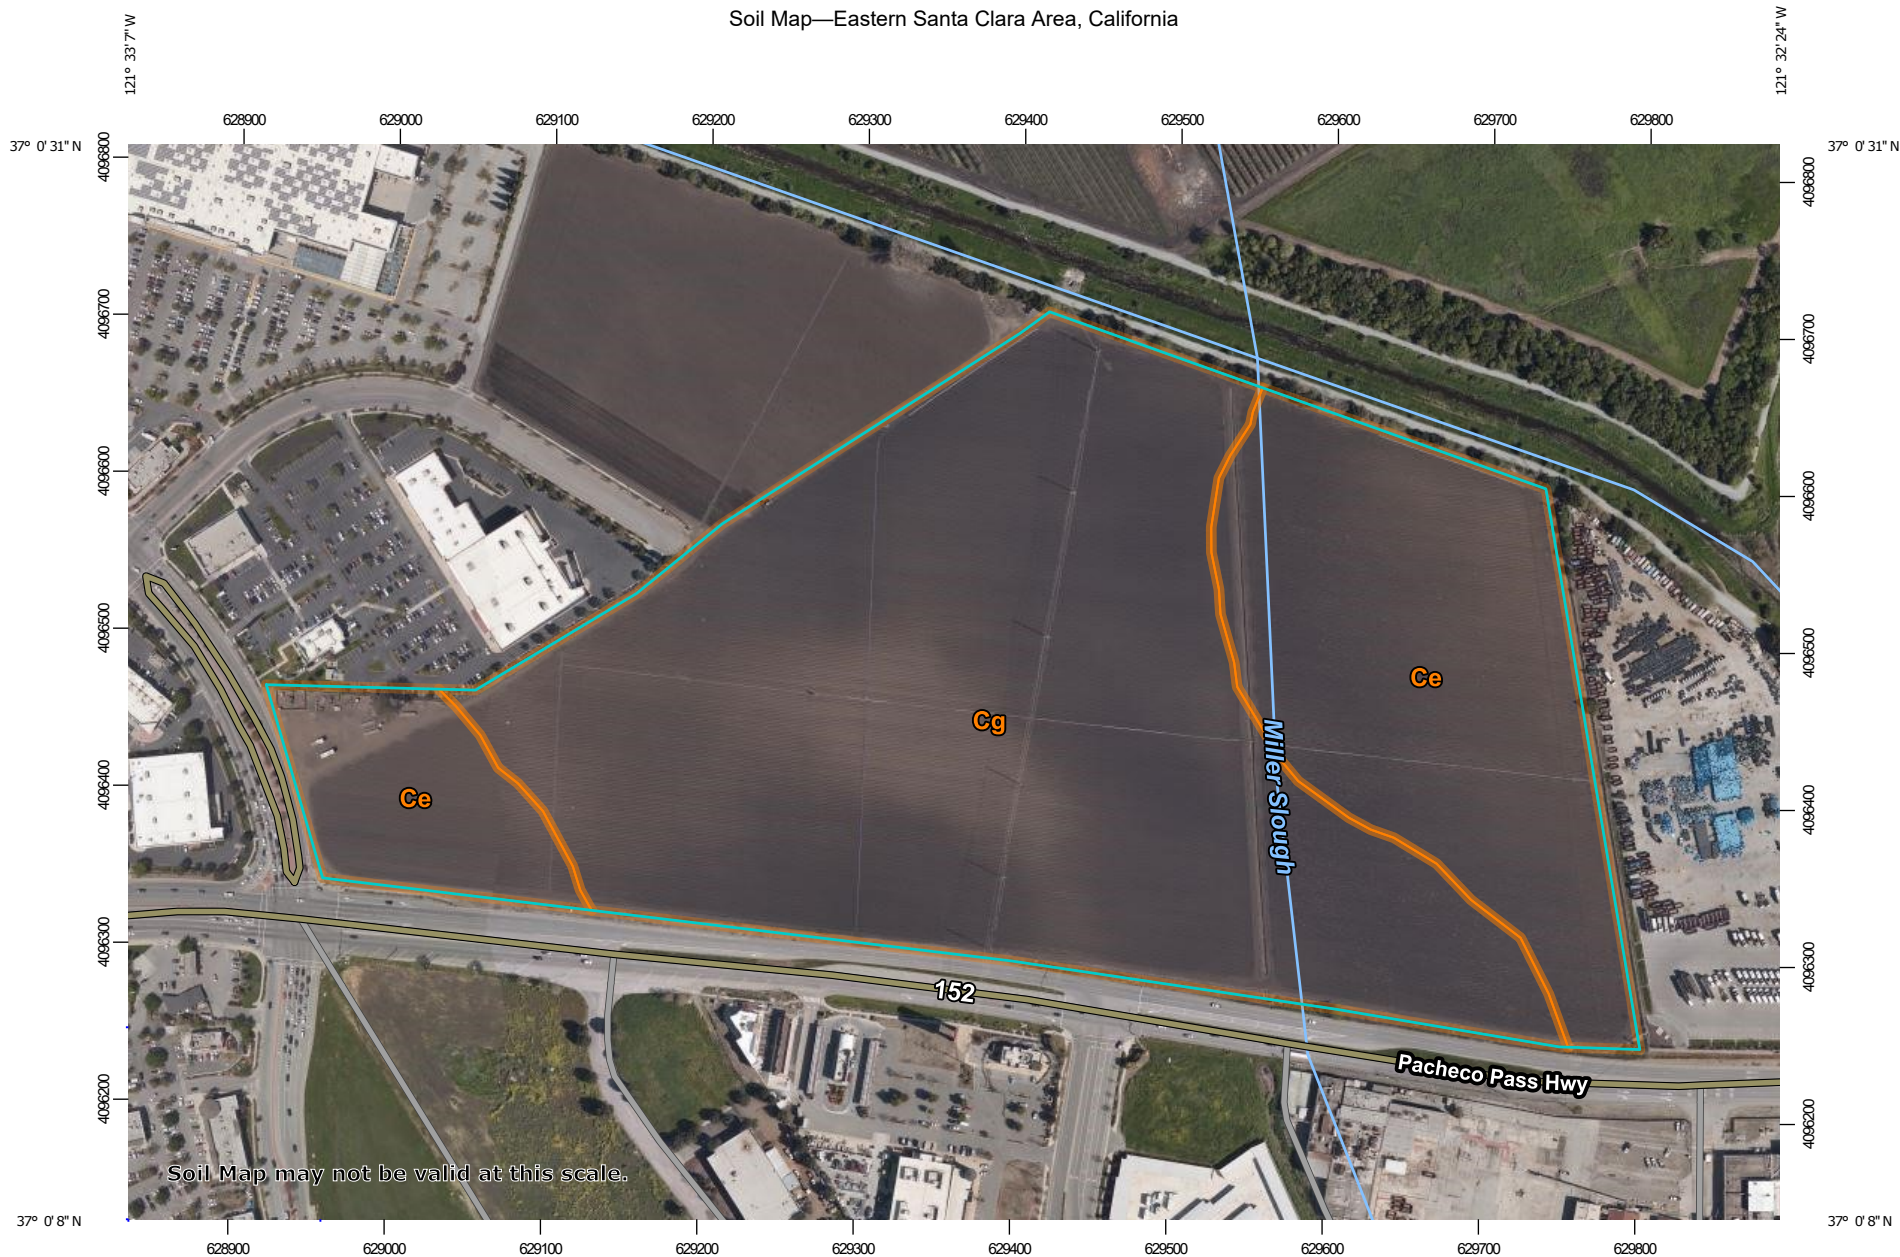 Soil Map—Eastern Santa Clara Area, California
121° 33' 7" W
121° 32' 24" W
628900 629000 629100 629200 629300 629400 629500 629600 629700 629800
37° 0' 31" N
37° 0' 31" N
4096800
4096700
4096600
4096500
4096400
4096300
4096200
4096800
4096700
4096600
4096500
4096400
4096300
4096200
Ce
Cg
Ce
Miller Slough
152
Pacheco Pass Hwy
Soil Map may not be valid at this scale.
37° 0' 8" N
37° 0' 8" N
628900 629000 629100 629200 629300 629400 629500 629600 629700 629800